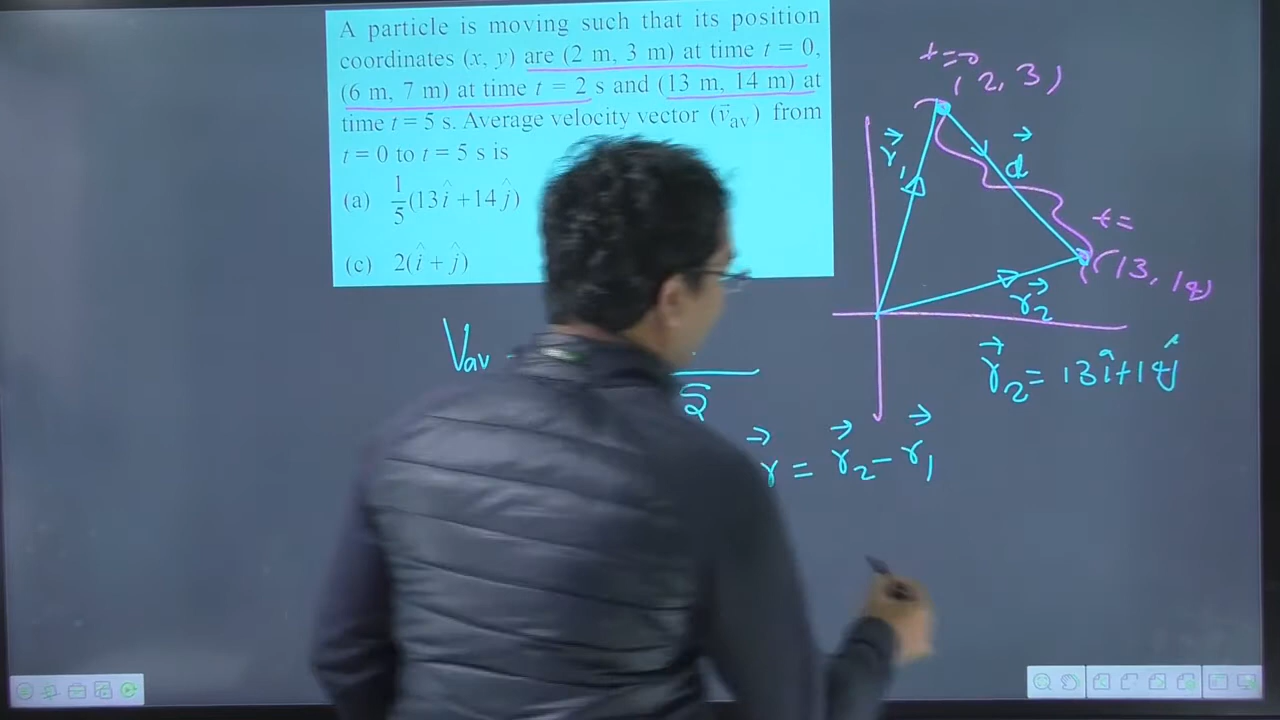 A particle is moving such that its position
coordinates (x, y) are (2 m, 3 m) at time t = 0,
(6 m, 7 m) at time t = 2 s and (13 m, 14 m) at
time t = 5 s. Average velocity vector (v⃗av) from
t = 0 to t = 5 s is
(a) 1/5(13î + 14ĵ)
(c) 2(î + ĵ)
t=0
(2, 3)
r⃗1
d⃗
t=
(13, 14)
r⃗2
r⃗2 = 13î+14ĵ
Vav
r = r⃗2 - r⃗1